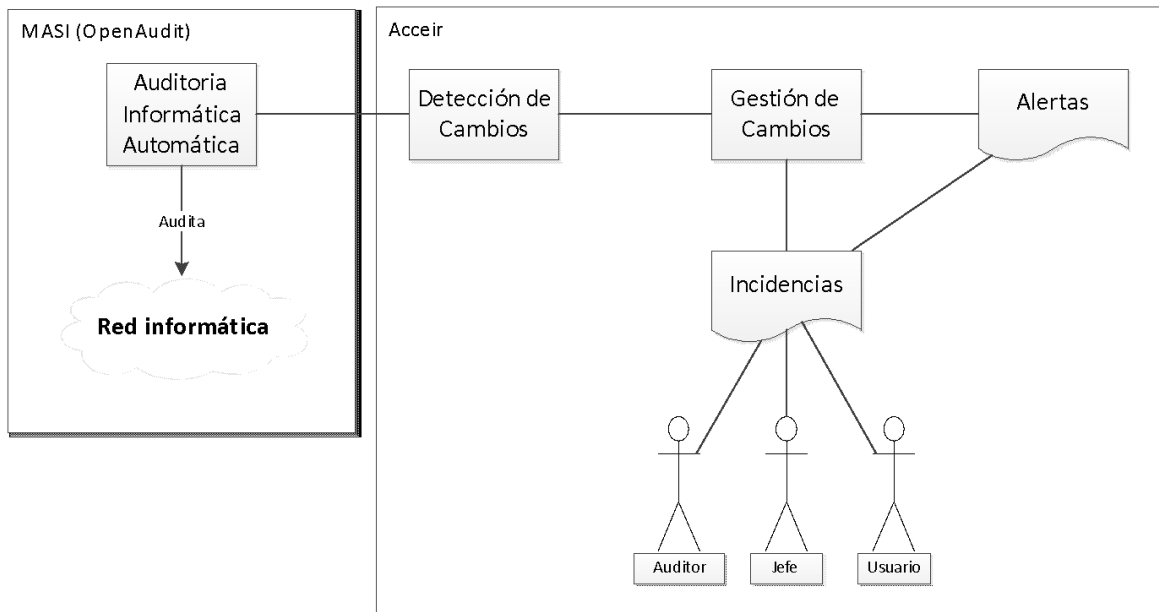 MASI (OpenAudit)
Auditoria
Informática
Automática
Audita
Red informática
Acceir
Detección de
Cambios
Gestión de
Cambios
Alertas
Incidencias
Auditor
Jefe
Usuario